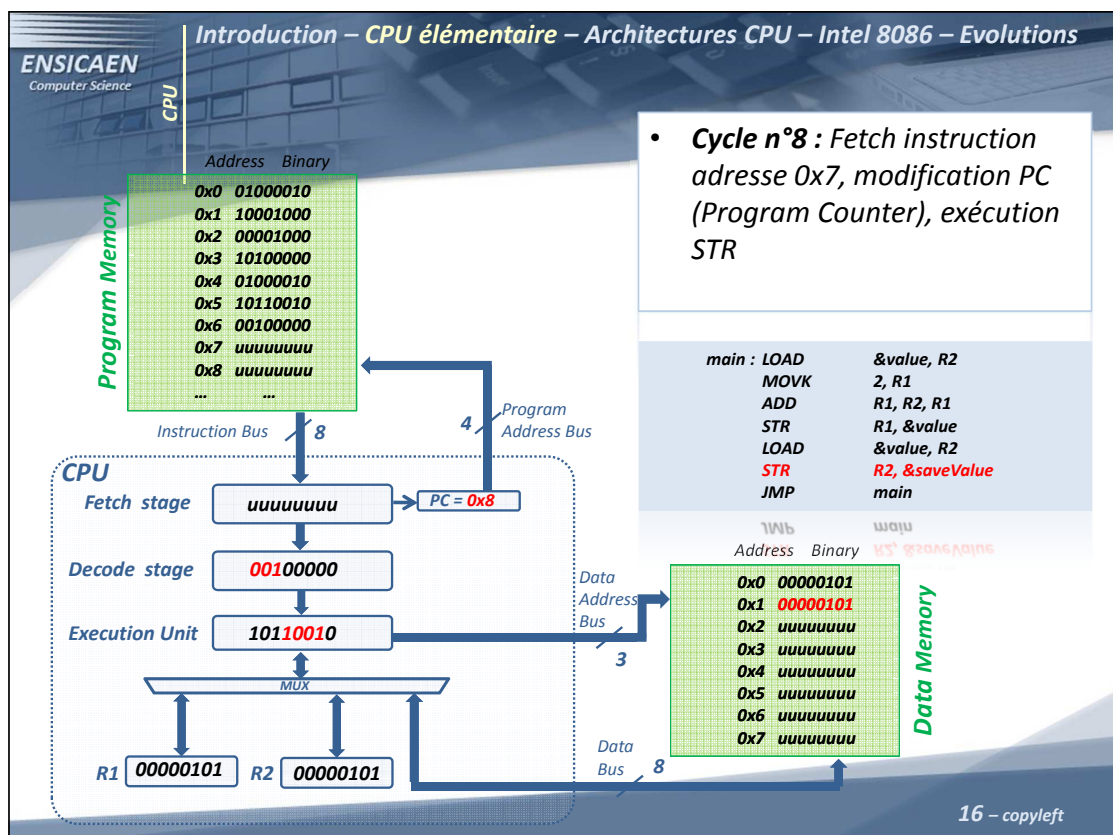 Introduction – CPU élémentaire – Architectures CPU – Intel 8086 – Evolutions
ENSICAEN
Computer Science
CPU
• Cycle n°8 : Fetch instruction
adresse 0x7, modification PC
(Program Counter), exécution
STR
Address Binary
0x0 01000010
0x1 10001000
0x2 00001000
0x3 10100000
0x4 01000010
0x5 10110010
0x6 00100000
0x7 uuuuuuuu
0x8 uuuuuuuu
... ...
Program Memory
main : LOAD &value, R2
MOVK 2, R1
ADD R1, R2, R1
STR R1, &value
LOAD &value, R2
STR R2, &saveValue
JMP main
Instruction Bus
8
4
Program
Address Bus
CPU
Fetch stage
uuuuuuuu
PC = 0x8
Decode stage
00100000
Execution Unit
10110010
Data
Address
Bus
3
MUX
R1 00000101
R2 00000101
Data
Bus
8
Address Binary
0x0 00000101
0x1 00000101
0x2 uuuuuuuu
0x3 uuuuuuuu
0x4 uuuuuuuu
0x5 uuuuuuuu
0x6 uuuuuuuu
0x7 uuuuuuuu
Data Memory
16 – copyleft